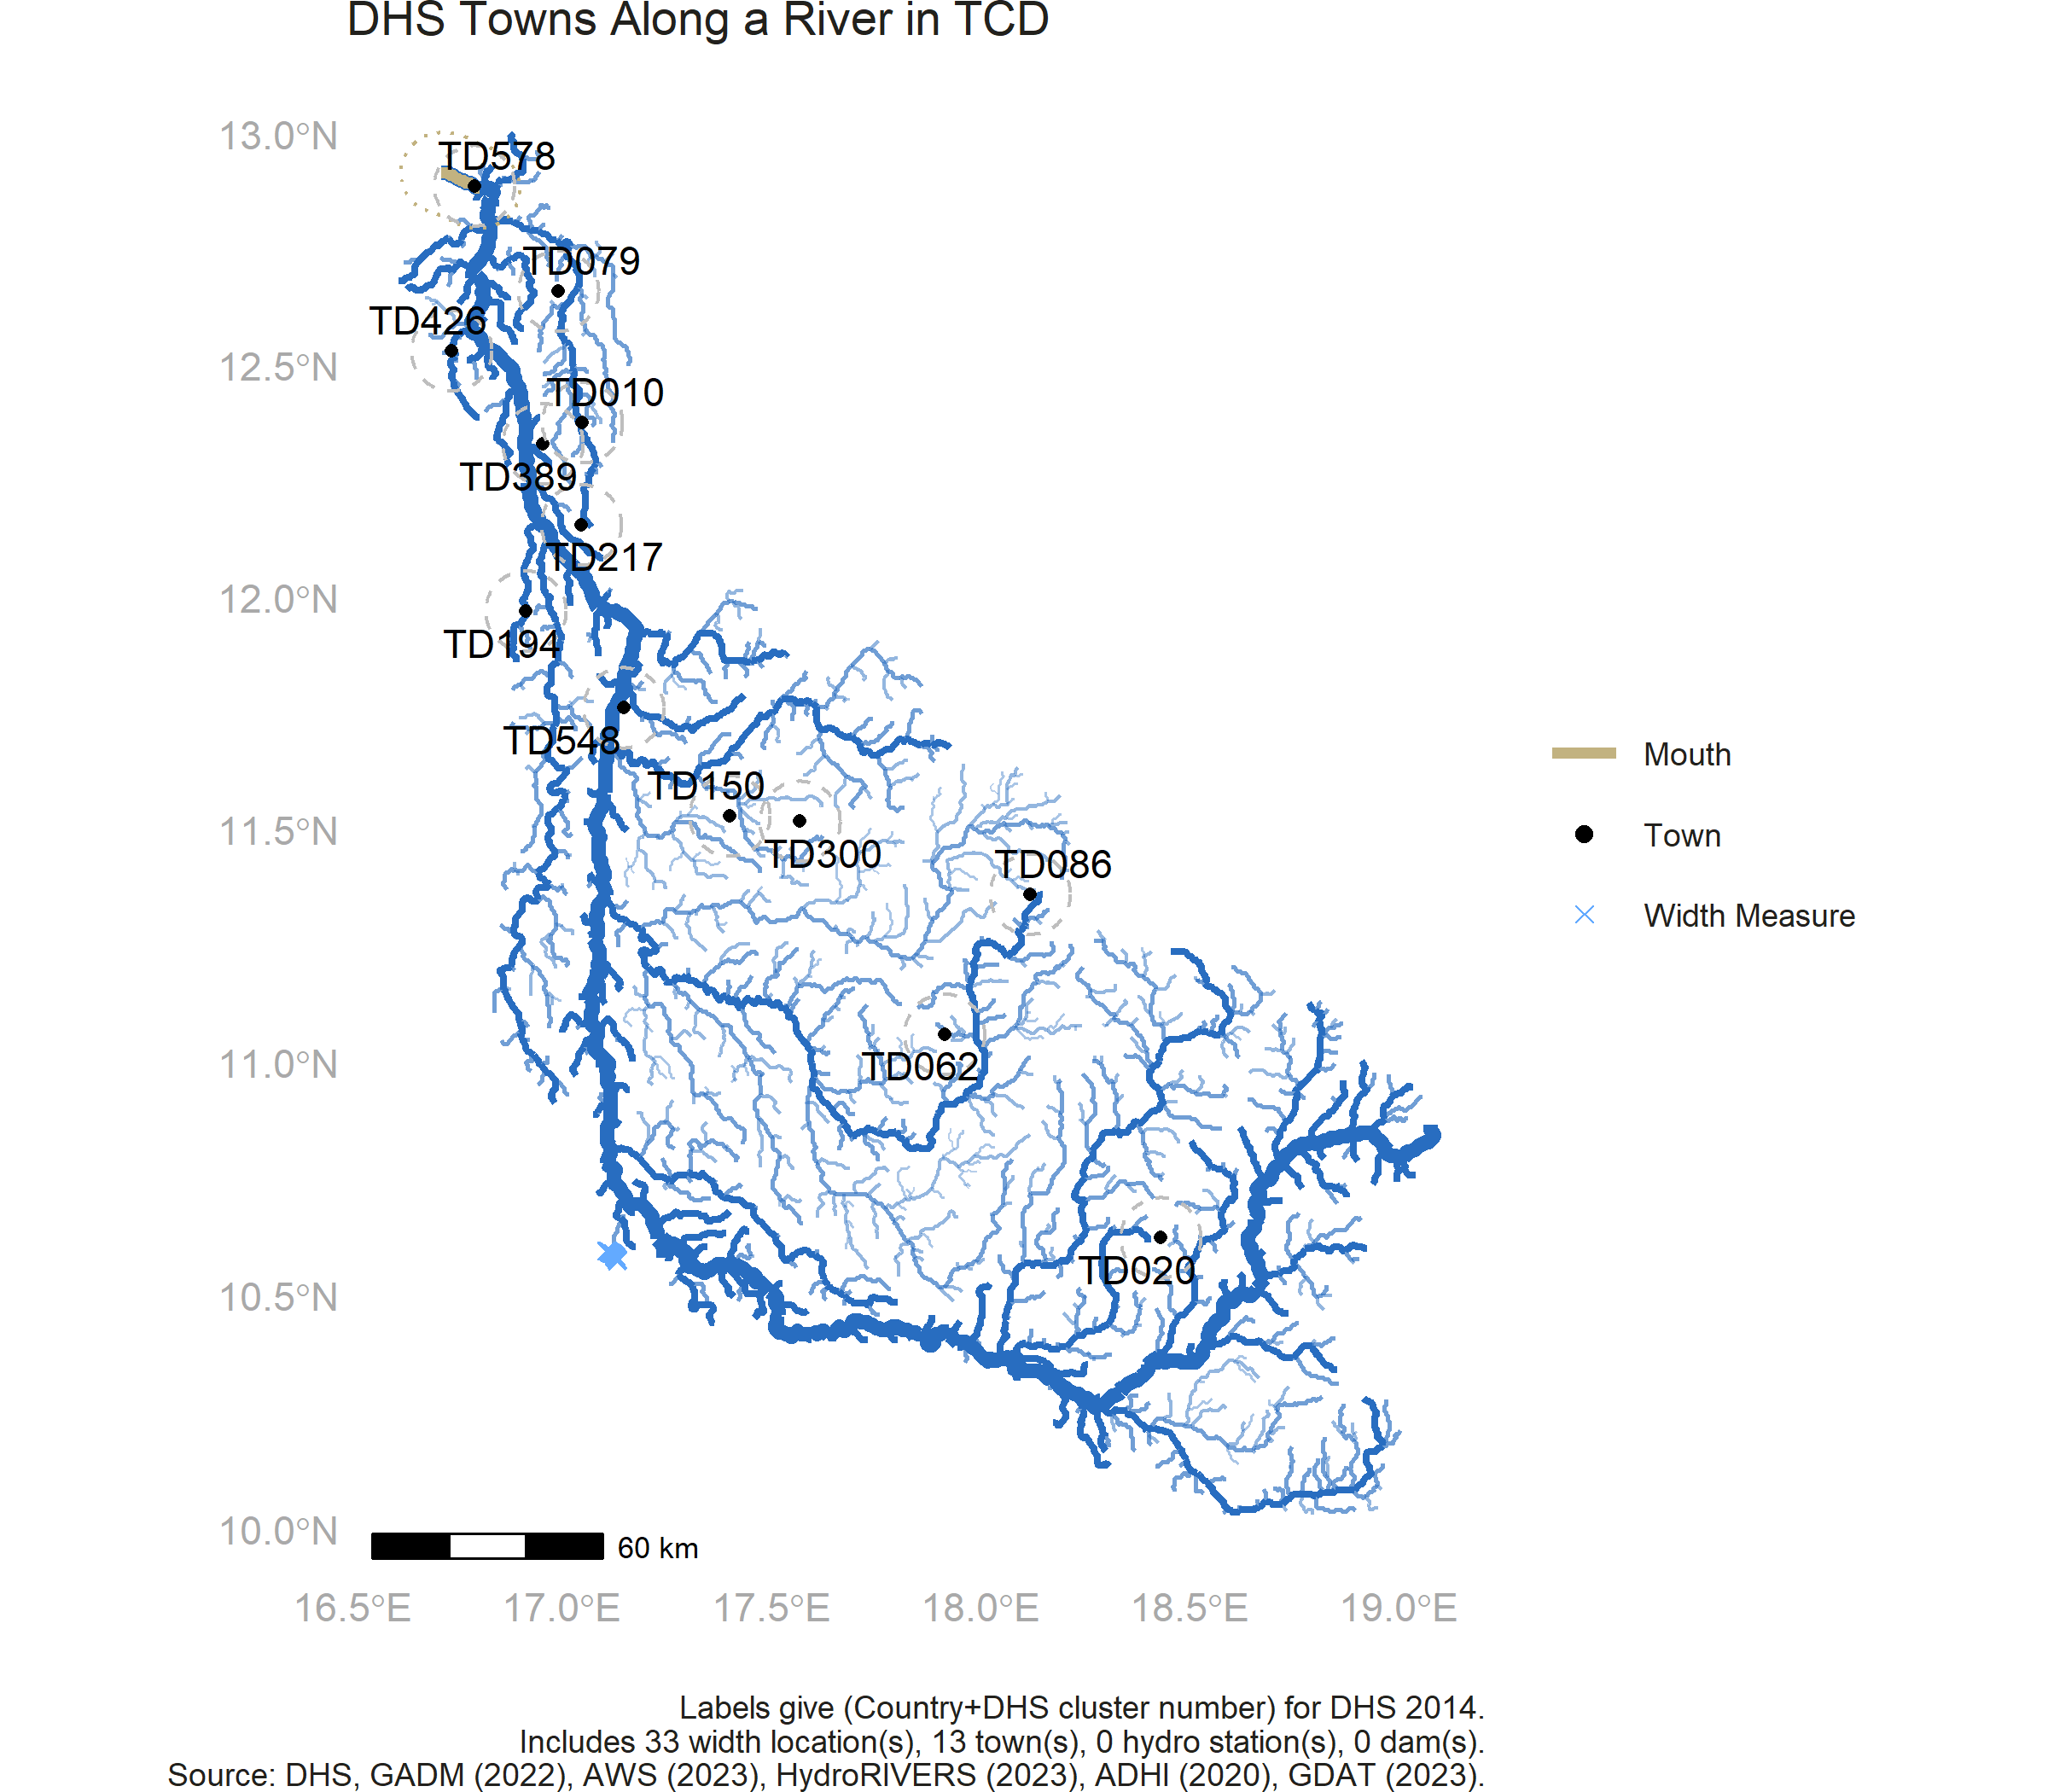 DHS Towns Along a River in TCD
13.0°N
TD578
TD079
TD426
12.5°N
TD010
TD389
TD217
12.0°N
TD194
TD548
Mouth
TD150
11.5°N
Town
TD300
TD086
Width Measure
11.0°N
TD062
TD020
10.5°N
10.0°N
60 km
16.5°E 17.0°E 17.5°E 18.0°E 18.5°E 19.0°E
Labels give (Country+DHS cluster number) for DHS 2014.
Includes 33 width location(s), 13 town(s), 0 hydro station(s), 0 dam(s).
Source: DHS, GADM (2022), AWS (2023), HydroRIVERS (2023), ADHI (2020), GDAT (2023).